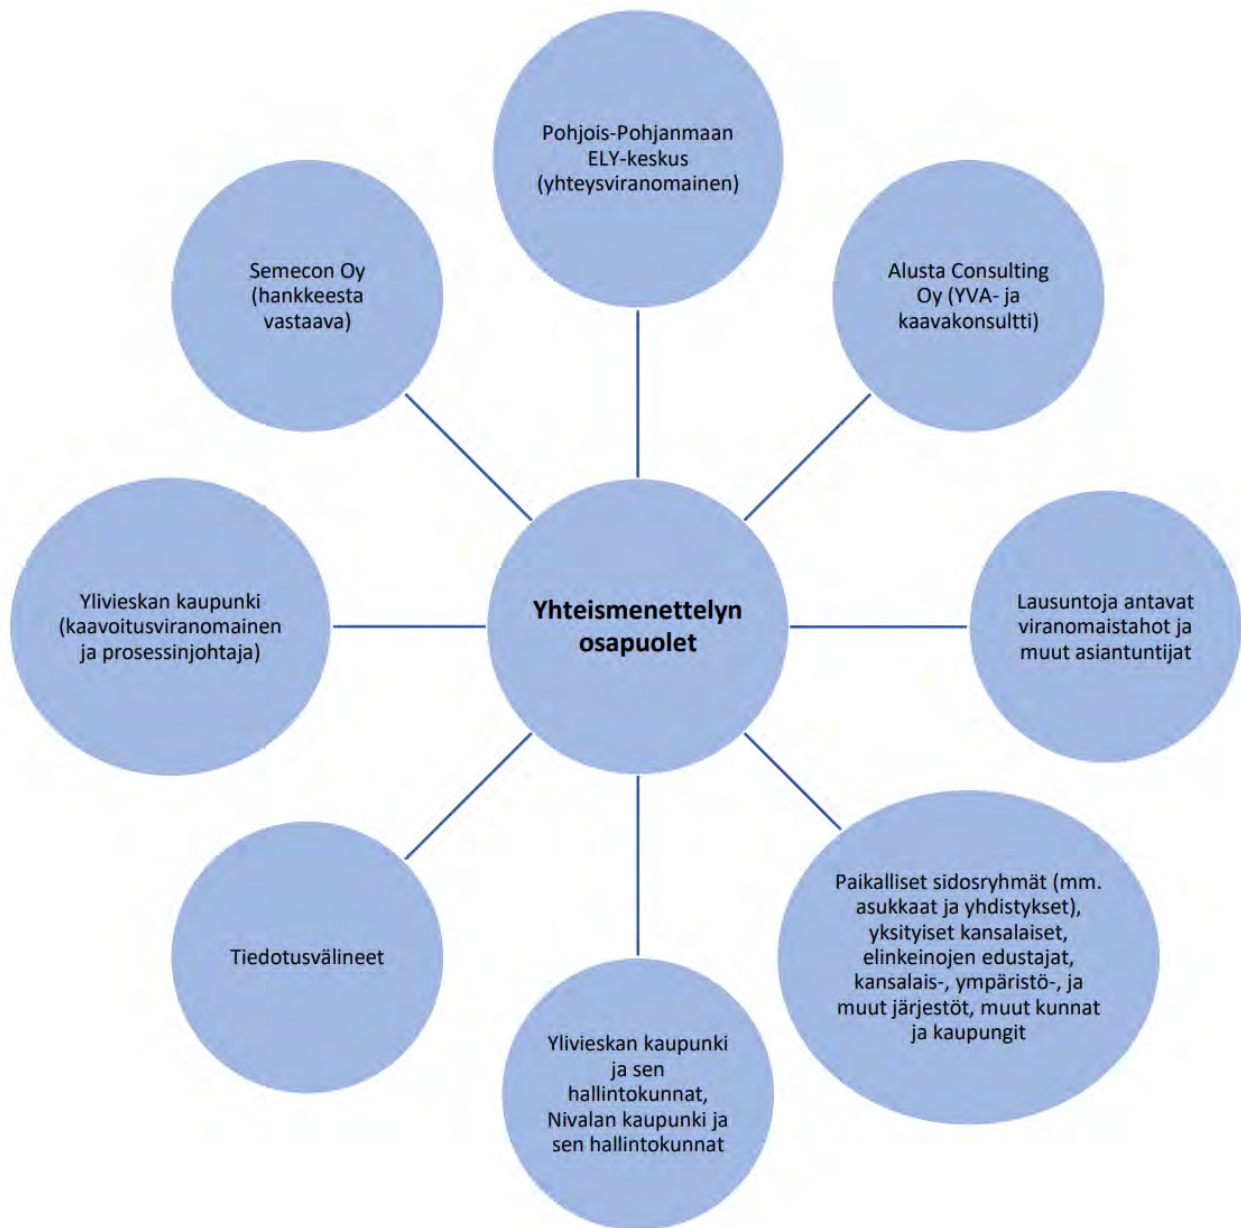 Pohjois-Pohjanmaan
ELY-keskus
(yhteysviranomainen)
Semecon Oy
(hankkeesta
vastaava)
Alusta Consulting
Oy (YVA- ja
kaavakonsultti)
Ylivieskan kaupunki
(kaavoitusviranomainen
ja prosessinjohtaja)
Yhteismenettelyn
osapuolet
Lausuntoja antavat
viranomaistahot ja
muut asiantuntijat
Tiedotusvälineet
Paikalliset sidosryhmät (mm.
asukkaat ja yhdistykset),
yksityiset kansalaiset,
elinkeinojen edustajat,
kansalais-, ympäristö-, ja
muut järjestöt, muut kunnat
ja kaupungit
Ylivieskan kaupunki
ja sen
hallintokunnat,
Nivalan kaupunki ja
sen hallintokunnat